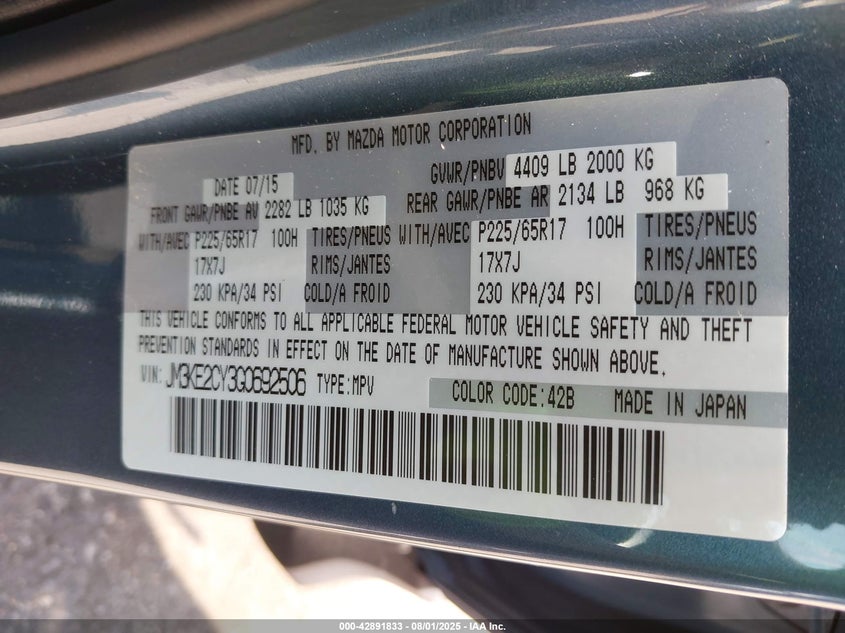 MFD. BY MAZDA MOTOR CORPORATION
DATE 07/15 GVWR/PNBV 4409 LB 2000 KG
FRONT GAWR/PNBE AV 2282 LB 1035 KG REAR GAWR/PNBE AR 2134 LB 968 KG
WITH/AVEC P225/65R17 100H TIRES/PNEUS WITH/AVEC P225/65R17 100H TIRES/PNEUS
17X7J RIMS/JANTES 17X7J RIMS/JANTES
230 KPA/34 PSI COLD/A FROID 230 KPA/34 PSI COLD/A FROID
THIS VEHICLE CONFORMS TO ALL APPLICABLE FEDERAL MOTOR VEHICLE SAFETY AND THEFT
PREVENTION STANDARDS IN EFFECT ON THE DATE OF MANUFACTURE SHOWN ABOVE.
VIN: JM3KE2CY3G0692506 TYPE:MPV COLOR CODE:42B MADE IN JAPAN
000-42891833 - 08/01/2025 - IAA Inc.